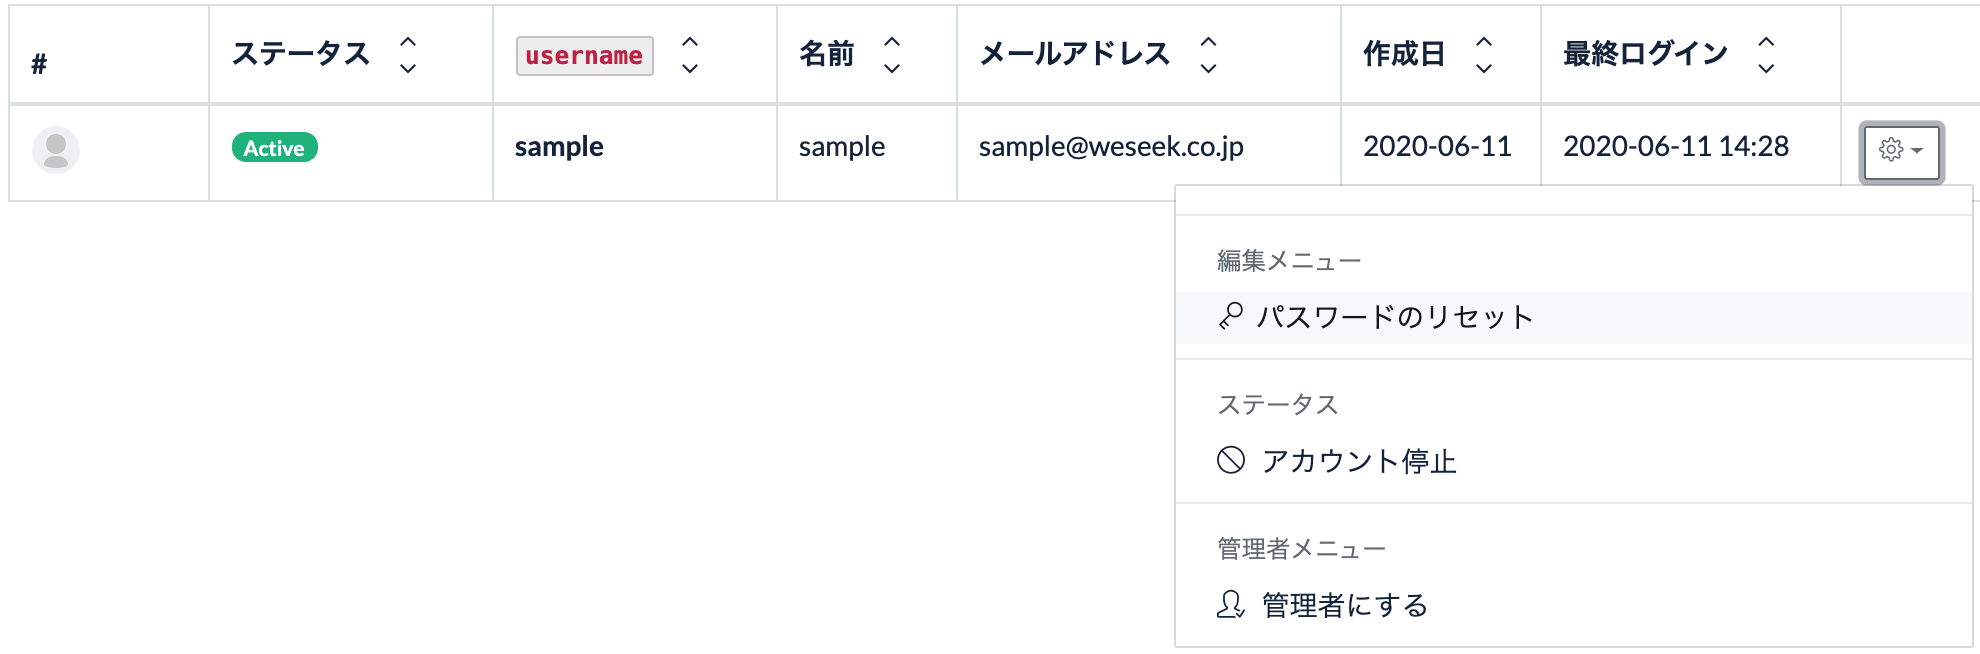 # ステータス username 名前 メールアドレス 作成日 最終ログイン
Active sample sample sample@weseek.co.jp 2020-06-11 2020-06-11 14:28
編集メニュー
パスワードのリセット
ステータス
アカウント停止
管理者メニュー
管理者にする